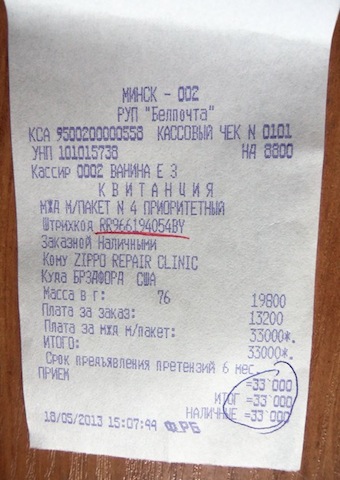 МИНСК - 002
РУП "Белпочта"
КСА 9500200000558 КАССОВЫЙ ЧЕК N 0101
УНП 101015738 НД 8800
Кассир 0002 ВАНИНА Е З
КВИТАНЦИЯ
МЖД М/ПАКЕТ N 4 ПРИОРИТЕТНЫЙ
Штрихкод RR966194054BY
Заказной Наличными
Кому ZIPPO REPAIR CLINIC
Куда БРЭДФОРД США
Масса в г: 76 19800
Плата за заказ: 13200
Плата за мжд м/пакет: 33000*.
ИТОГО: 33000*.
Срок предъявления претензий 6 мес.
ПРИЕМ =33`000
ИТОГ =33`000
НАЛИЧНЫЕ =33`000
18/05/2013 15:07:44 ФРБ